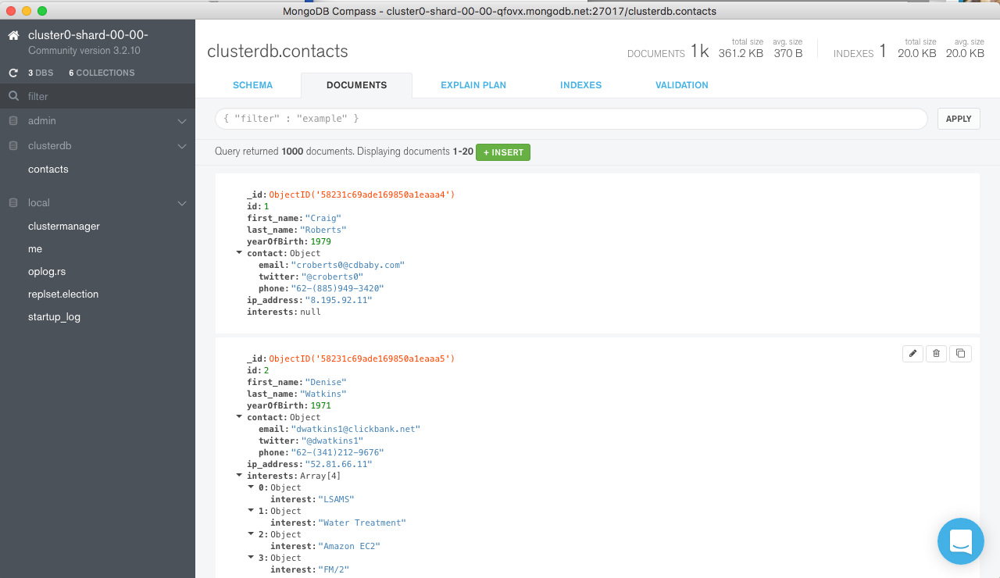 MongoDB Compass - cluster0-shard-00-00-qfovx.mongodb.net:27017/clusterdb.contacts
cluster0-shard-00-00-
Community version 3.2.10
3 DBS 6 COLLECTIONS
filter
admin
clusterdb
contacts
local
clustermanager
me
oplog.rs
replset.election
startup_log
clusterdb.contacts
DOCUMENTS 1k total size 361.2 KB avg. size 370 B
INDEXES 1 total size 20.0 KB avg. size 20.0 KB
SCHEMA DOCUMENTS EXPLAIN PLAN INDEXES VALIDATION
{ "filter" : "example" } APPLY
Query returned 1000 documents. Displaying documents 1-20 + INSERT
_id: ObjectID('58231c69ade169850a1eaaa4')
id: 1
first_name: "Craig"
last_name: "Roberts"
yearOfBirth: 1979
contact: Object
email: "croberts0@cdbaby.com"
twitter: "@croberts0"
phone: "62-(885)949-3420"
ip_address: "8.195.92.11"
interests: null
_id: ObjectID('58231c69ade169850a1eaaa5')
id: 2
first_name: "Denise"
last_name: "Watkins"
yearOfBirth: 1971
contact: Object
email: "dwatkins1@clickbank.net"
twitter: "@dwatkins1"
phone: "62-(341)212-9676"
ip_address: "52.81.66.11"
interests: Array[4]
0: Object
interest: "LSAMS"
1: Object
interest: "Water Treatment"
2: Object
interest: "Amazon EC2"
3: Object
interest: "FM/2"